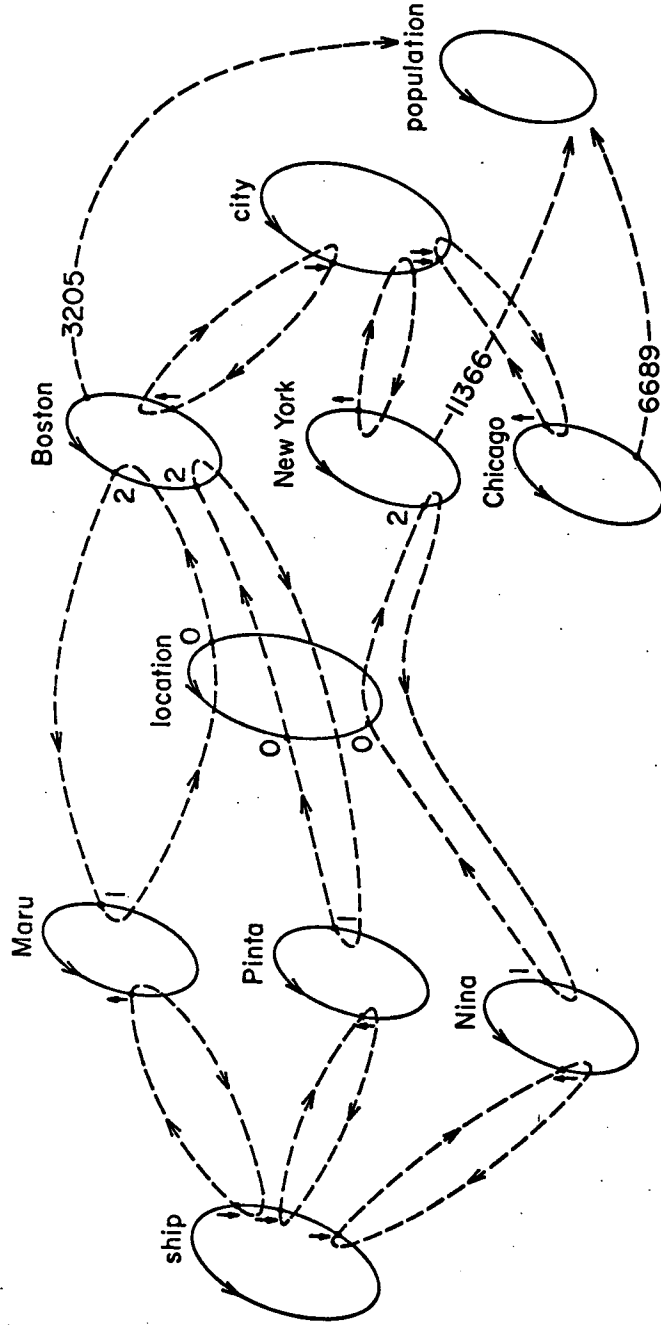 ship
Maru
1
Pinta
1
Nina
1
location
0
0
0
Boston
2
2
3205
New York
2
11366
Chicago
6689
city
population